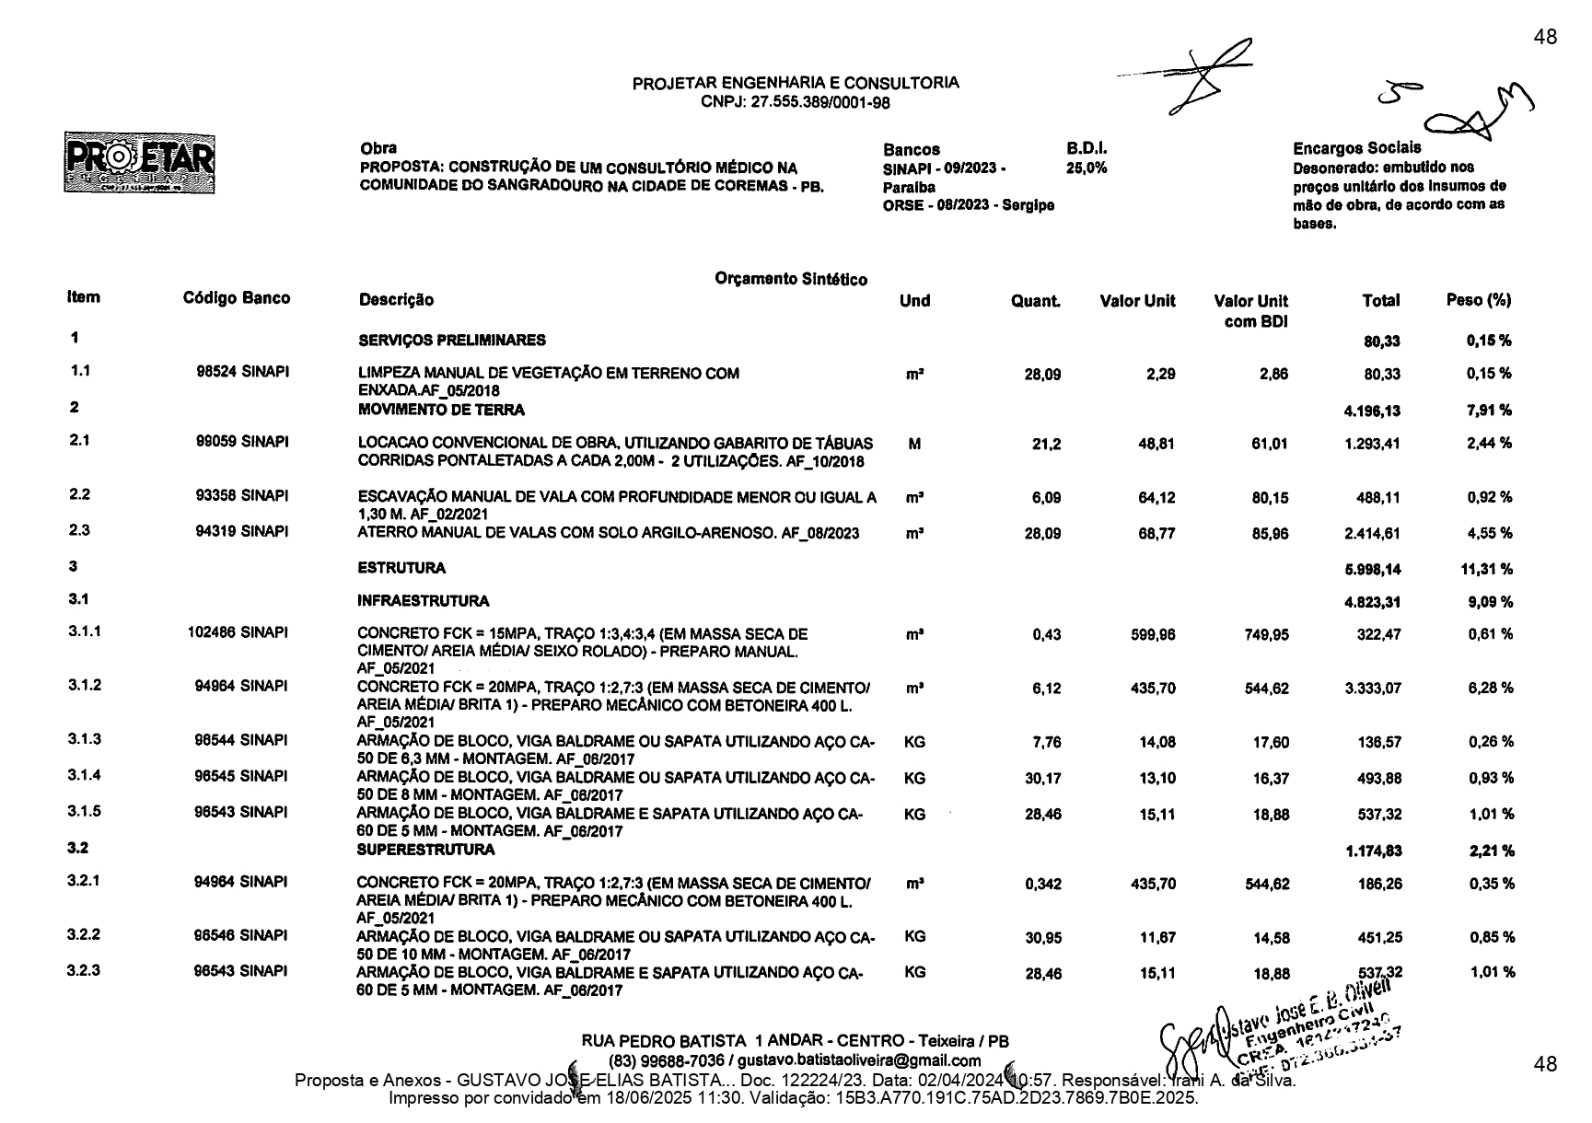 48
PROJETAR ENGENHARIA E CONSULTORIA
CNPJ: 27.555.389/0001-98
PROJETAR
Obra
PROPOSTA: CONSTRUÇÃO DE UM CONSULTÓRIO MÉDICO NA
COMUNIDADE DO SANGRADOURO NA CIDADE DE COREMAS - PB.
Bancos
SINAPI - 09/2023 -
Paraíba
ORSE - 08/2023 - Sergipe
B.D.I.
25,0%
Encargos Sociais
Desonerado: embutido nos
preços unitário dos insumos de
mão de obra, de acordo com as
bases.
Orçamento Sintético
Item Código Banco Descrição Und Quant. Valor Unit Valor Unit com BDI Total Peso (%)
1 SERVIÇOS PRELIMINARES 80,33 0,15 %
1.1 98524 SINAPI LIMPEZA MANUAL DE VEGETAÇÃO EM TERRENO COM m² 28,09 2,29 2,86 80,33 0,15 %
ENXADA.AF_05/2018
2 MOVIMENTO DE TERRA 4.196,13 7,91 %
2.1 99059 SINAPI LOCACAO CONVENCIONAL DE OBRA, UTILIZANDO GABARITO DE TÁBUAS M 21,2 48,81 61,01 1.293,41 2,44 %
CORRIDAS PONTALETADAS A CADA 2,00M - 2 UTILIZAÇÕES. AF_10/2018
2.2 93358 SINAPI ESCAVAÇÃO MANUAL DE VALA COM PROFUNDIDADE MENOR OU IGUAL A m³ 6,09 64,12 80,15 488,11 0,92 %
1,30 M. AF_02/2021
2.3 94319 SINAPI ATERRO MANUAL DE VALAS COM SOLO ARGILO-ARENOSO. AF_08/2023 m³ 28,09 68,77 85,96 2.414,61 4,55 %
3 ESTRUTURA 5.998,14 11,31 %
3.1 INFRAESTRUTURA 4.823,31 9,09 %
3.1.1 102486 SINAPI CONCRETO FCK = 15MPA, TRAÇO 1:3,4:3,4 (EM MASSA SECA DE m³ 0,43 599,96 749,95 322,47 0,61 %
CIMENTO/ AREIA MÉDIA/ SEIXO ROLADO) - PREPARO MANUAL.
AF_05/2021
3.1.2 94964 SINAPI CONCRETO FCK = 20MPA, TRAÇO 1:2,7:3 (EM MASSA SECA DE CIMENTO/ m³ 6,12 435,70 544,62 3.333,07 6,28 %
AREIA MÉDIA/ BRITA 1) - PREPARO MECÂNICO COM BETONEIRA 400 L.
AF_05/2021
3.1.3 96544 SINAPI ARMAÇÃO DE BLOCO, VIGA BALDRAME OU SAPATA UTILIZANDO AÇO CA- KG 7,76 14,08 17,60 136,57 0,26 %
50 DE 6,3 MM - MONTAGEM. AF_06/2017
3.1.4 96545 SINAPI ARMAÇÃO DE BLOCO, VIGA BALDRAME OU SAPATA UTILIZANDO AÇO CA- KG 30,17 13,10 16,37 493,88 0,93 %
50 DE 8 MM - MONTAGEM. AF_06/2017
3.1.5 96543 SINAPI ARMAÇÃO DE BLOCO, VIGA BALDRAME E SAPATA UTILIZANDO AÇO CA- KG 28,46 15,11 18,88 537,32 1,01 %
60 DE 5 MM - MONTAGEM. AF_06/2017
3.2 SUPERESTRUTURA 1.174,83 2,21 %
3.2.1 94964 SINAPI CONCRETO FCK = 20MPA, TRAÇO 1:2,7:3 (EM MASSA SECA DE CIMENTO/ m³ 0,342 435,70 544,62 186,26 0,35 %
AREIA MÉDIA/ BRITA 1) - PREPARO MECÂNICO COM BETONEIRA 400 L.
AF_05/2021
3.2.2 96546 SINAPI ARMAÇÃO DE BLOCO, VIGA BALDRAME OU SAPATA UTILIZANDO AÇO CA- KG 30,95 11,67 14,58 451,25 0,85 %
50 DE 10 MM - MONTAGEM. AF_06/2017
3.2.3 96543 SINAPI ARMAÇÃO DE BLOCO, VIGA BALDRAME E SAPATA UTILIZANDO AÇO CA- KG 28,46 15,11 18,88 537,32 1,01 %
60 DE 5 MM - MONTAGEM. AF_06/2017
Gustavo José E. B. Oliveira
Engenheiro Civil
CREA:
RUA PEDRO BATISTA 1 ANDAR - CENTRO - Teixeira / PB
(83) 99688-7036 / gustavo.batistaoliveira@gmail.com
Proposta e Anexos - GUSTAVO JOSE ELIAS BATISTA... Doc. 122224/23. Data: 02/04/2024 10:57. Responsável: Irani A. da Silva.
Impresso por convidado em 18/06/2025 11:30. Validação: 15B3.A770.191C.75AD.2D23.7869.7B0E.2025.
48